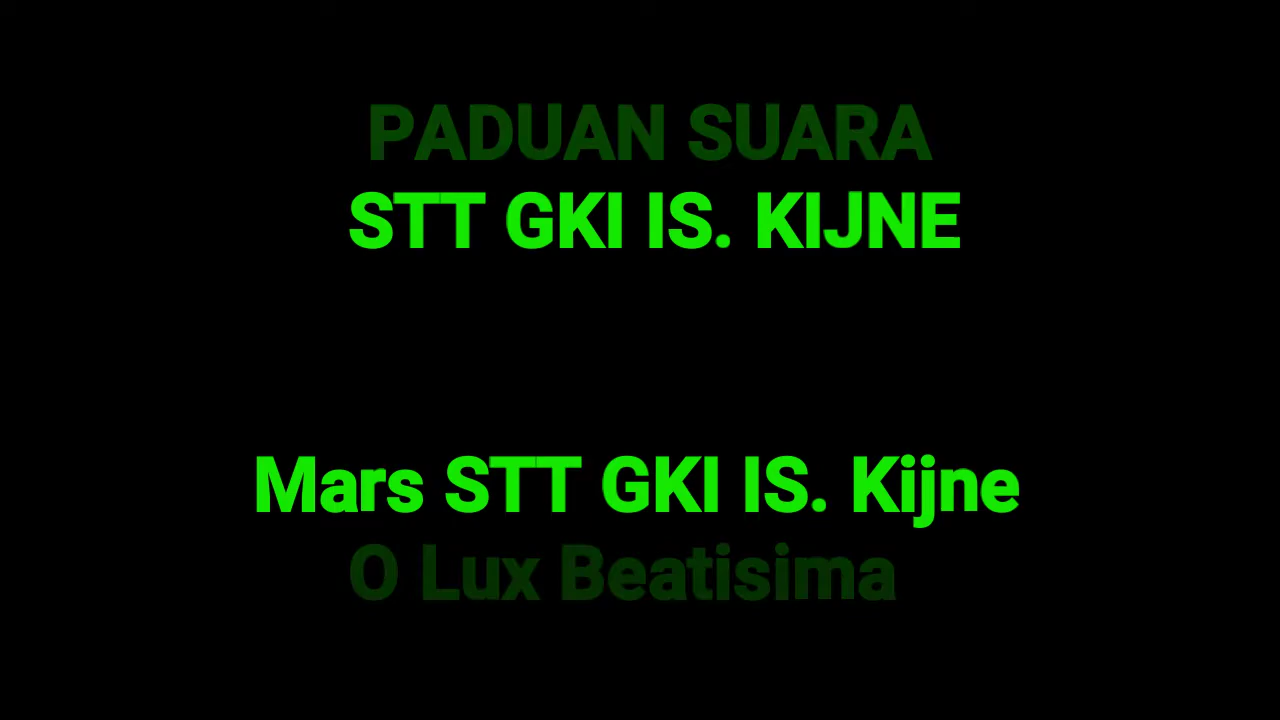 PADUAN SUARA
STT GKI IS. KIJNE
Mars STT GKI IS. Kijne
O Lux Beatisima